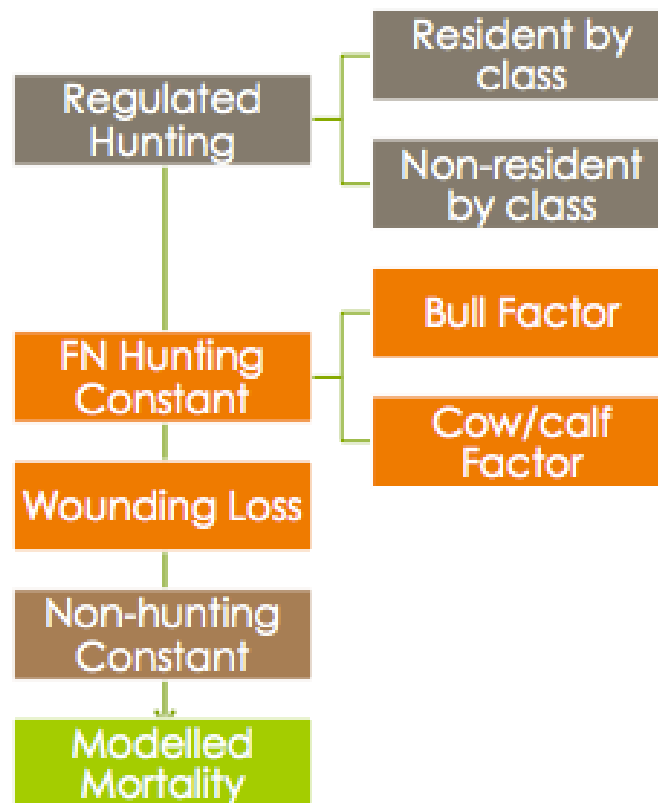 Regulated
Hunting
Resident by
class
Non-resident
by class
FN Hunting
Constant
Bull Factor
Cow/calf
Factor
Wounding Loss
Non-hunting
Constant
Modelled
Mortality